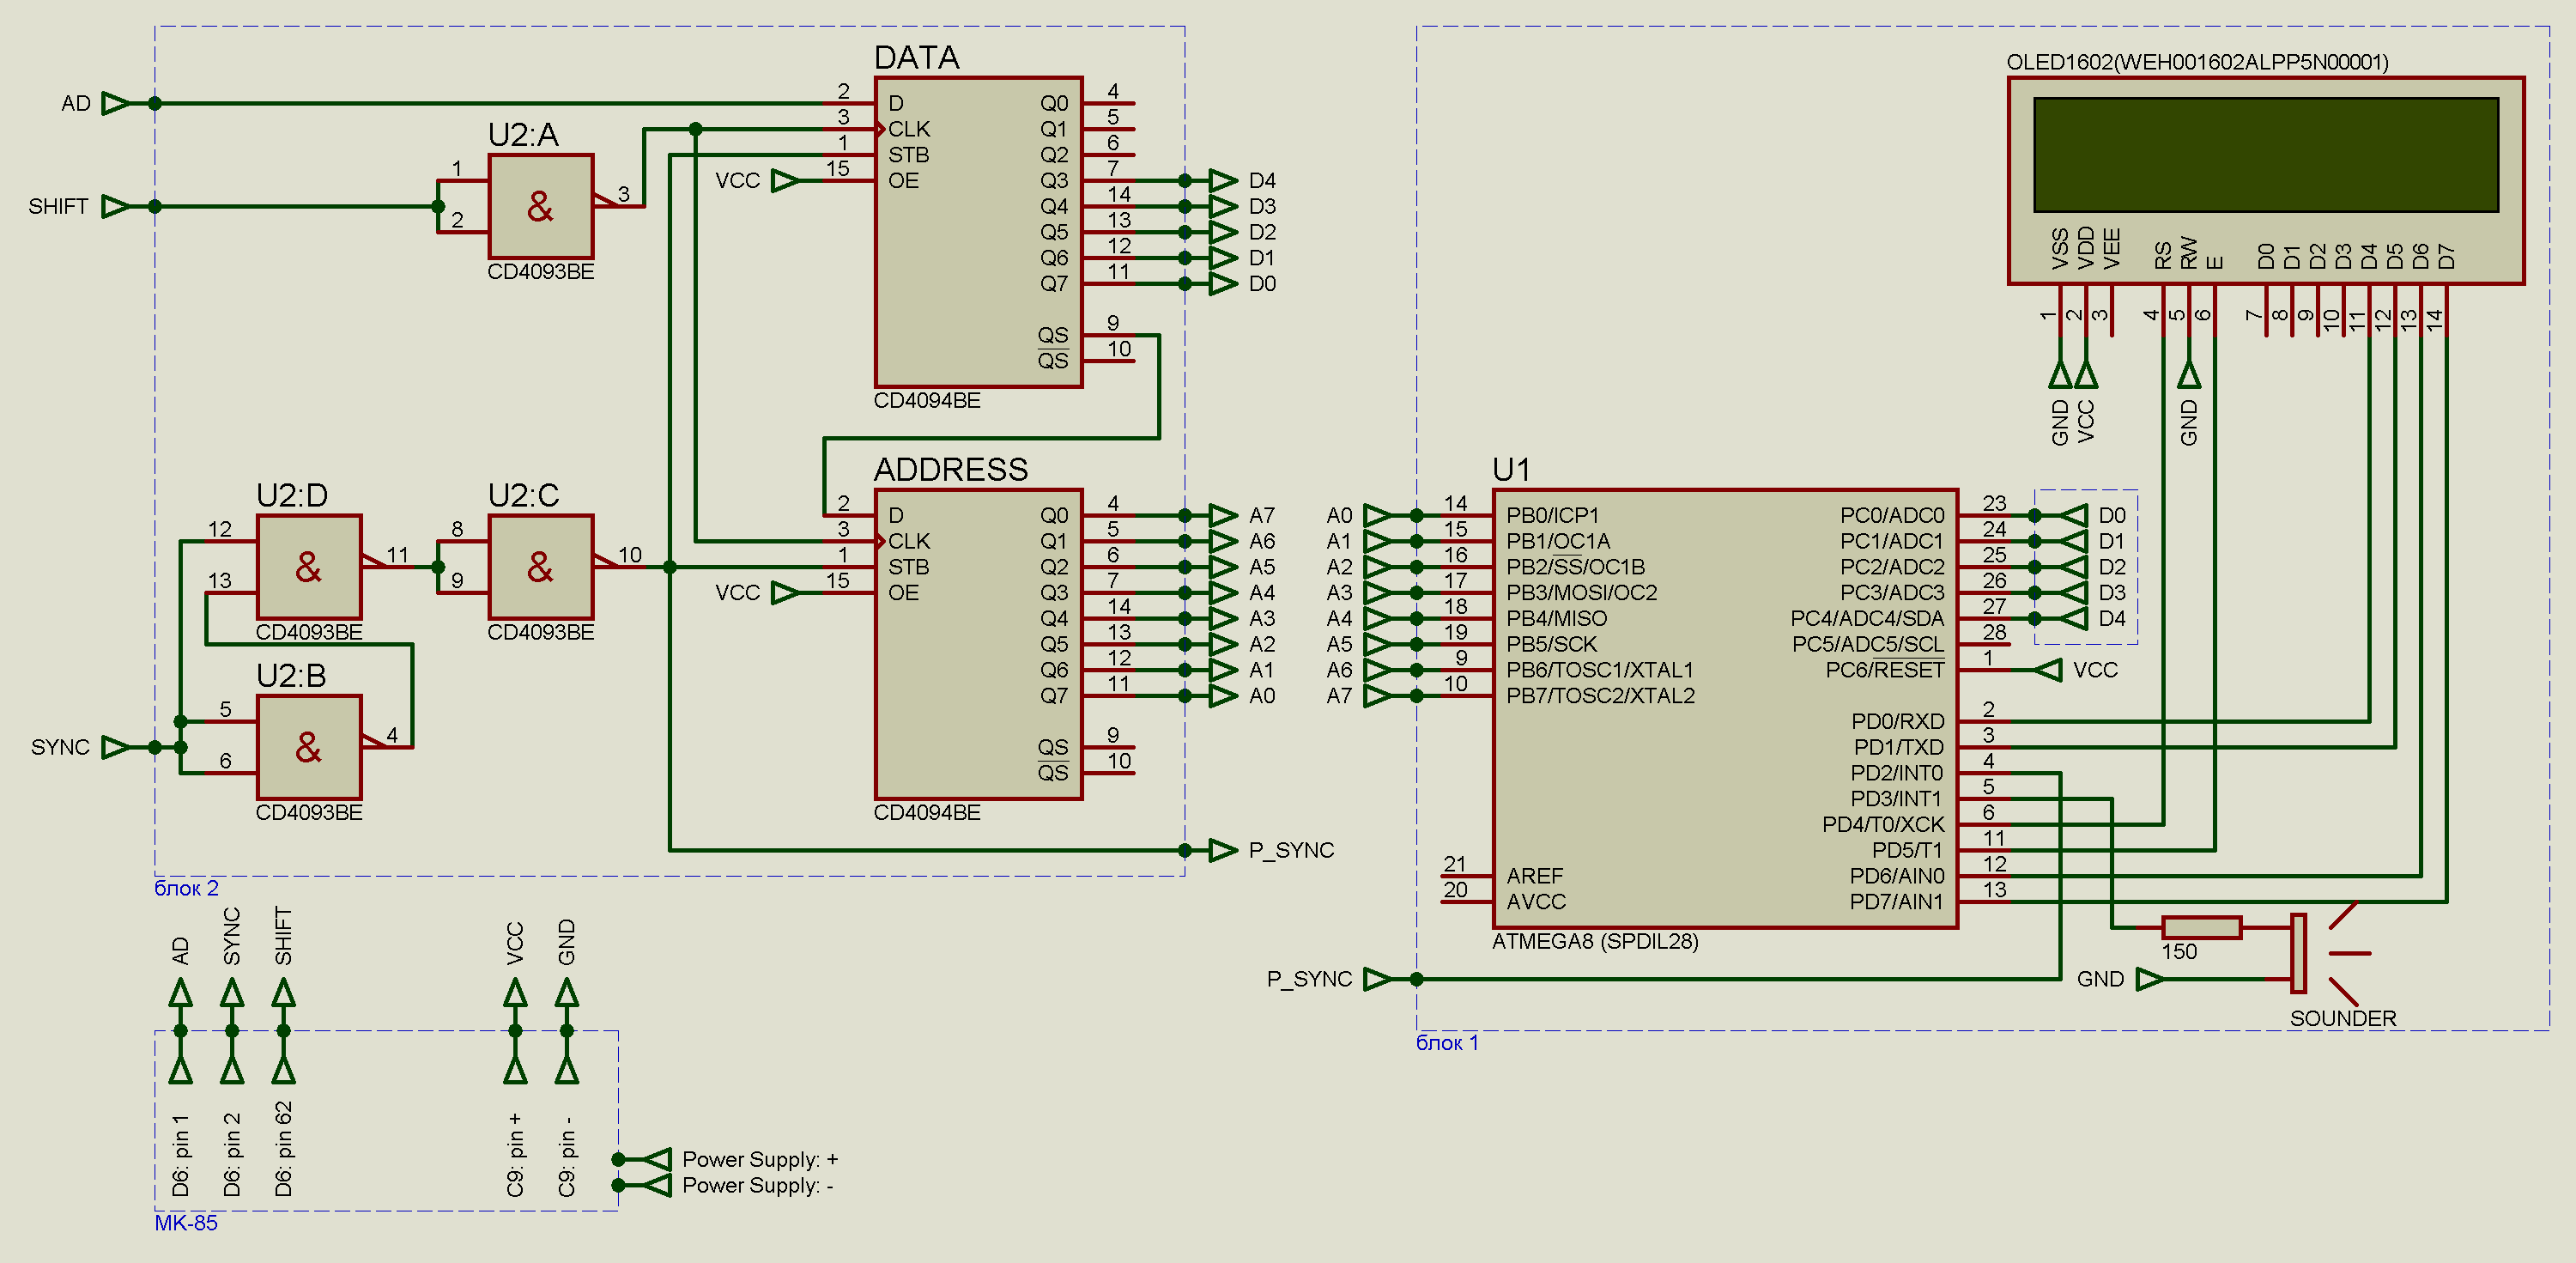 DATA
AD
2 D Q0 4
3 CLK Q1 5
1 STB Q2 6
VCC 15 OE Q3 7 D4
Q4 14 D3
Q5 13 D2
Q6 12 D1
Q7 11 D0
QS 9
QS 10
CD4094BE
SHIFT
U2:A
1
2
&
3
CD4093BE
U2:D
12
13
&
11
CD4093BE
U2:C
8
9
&
10
CD4093BE
U2:B
5
6
&
4
CD4093BE
SYNC
ADDRESS
2 D Q0 4 A7
3 CLK Q1 5 A6
1 STB Q2 6 A5
VCC 15 OE Q3 7 A4
Q4 14 A3
Q5 13 A2
Q6 12 A1
Q7 11 A0
QS 9
QS 10
CD4094BE
P_SYNC
блок 2
OLED1602(WEH001602ALPP5N00001)
VSS VDD VEE RS RW E D0 D1 D2 D3 D4 D5 D6 D7
1 2 3 4 5 6 7 8 9 10 11 12 13 14
GND VCC GND
U1
A0 14 PB0/ICP1 PC0/ADC0 23 D0
A1 15 PB1/OC1A PC1/ADC1 24 D1
A2 16 PB2/SS/OC1B PC2/ADC2 25 D2
A3 17 PB3/MOSI/OC2 PC3/ADC3 26 D3
A4 18 PB4/MISO PC4/ADC4/SDA 27 D4
A5 19 PB5/SCK PC5/ADC5/SCL 28
A6 9 PB6/TOSC1/XTAL1 PC6/RESET 1 VCC
A7 10 PB7/TOSC2/XTAL2
PD0/RXD 2
PD1/TXD 3
PD2/INT0 4
PD3/INT1 5
PD4/T0/XCK 6
PD5/T1 11
21 AREF PD6/AIN0 12
20 AVCC PD7/AIN1 13
ATMEGA8 (SPDIL28)
150
P_SYNC
GND
SOUNDER
блок 1
AD SYNC SHIFT VCC GND
D6: pin 1
D6: pin 2
D6: pin 62
C9: pin +
C9: pin -
Power Supply: +
Power Supply: -
МК-85